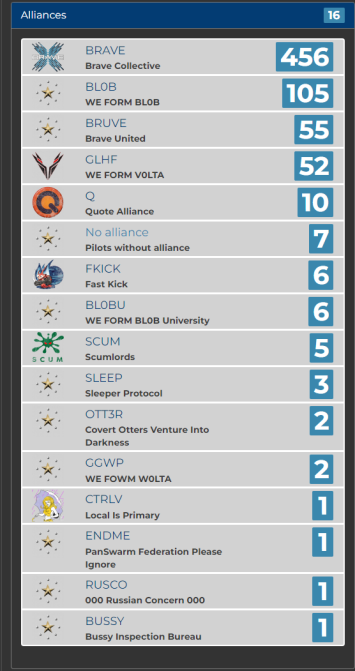 Alliances 16
BRAVE 456
Brave Collective
BL0B 105
WE FORM BL0B
BRUVE 55
Brave United
GLHF 52
WE FORM V0LTA
Q 10
Quote Alliance
No alliance 7
Pilots without alliance
FKICK 6
Fast Kick
BL0BU 6
WE FORM BL0B University
SCUM 5
Scumlords
SCUM
SLEEP 3
Sleeper Protocol
OTT3R 2
Covert Otters Venture Into
Darkness
GGWP 2
WE FOWM W0LTA
CTRLV 1
Local Is Primary
ENDME 1
PanSwarm Federation Please
Ignore
RUSCO 1
000 Russian Concern 000
BUSSY 1
Bussy Inspection Bureau